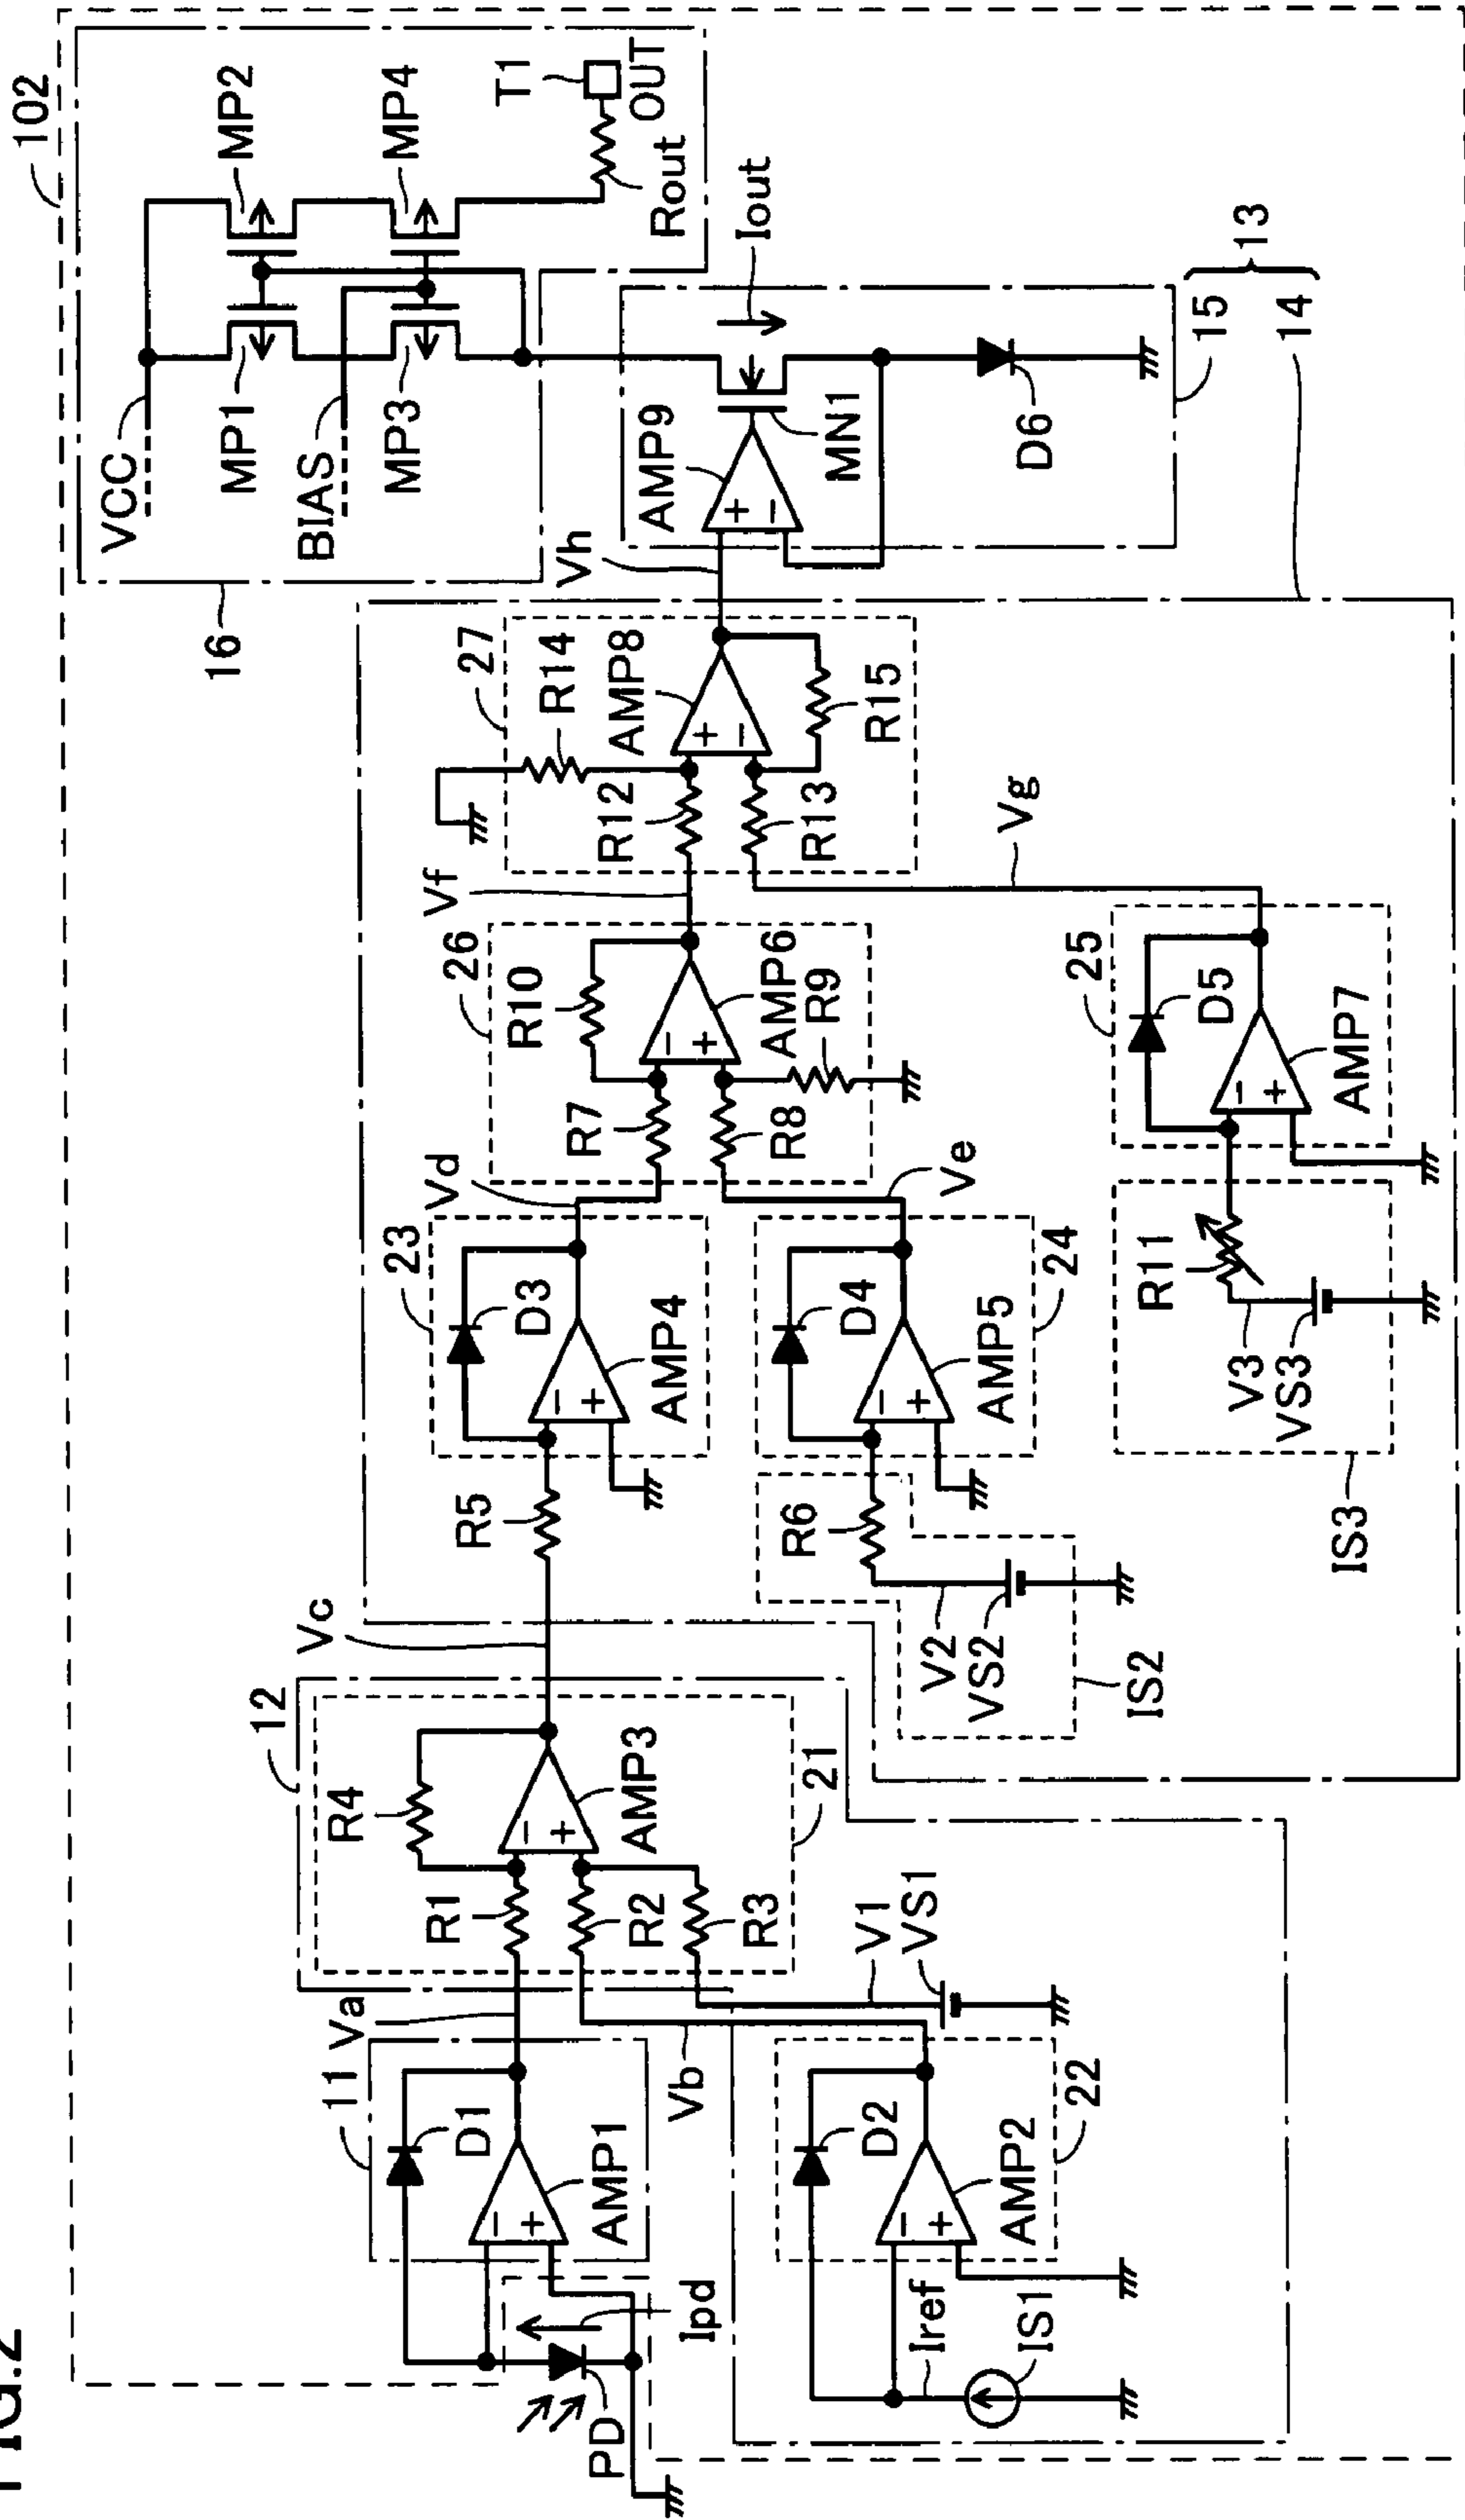 FIG.2
102
VCC
MP1
MP2
BIAS
MP3
MP4
T1
OUT
Rout
16
Iout
AMP9
MN1
D6
15
14
13
Vh
27
R14
AMP8
R12
R13
R15
Vf
Vg
26
R10
AMP6
R9
R7
R8
Vd
Ve
25
D5
AMP7
23
D3
AMP4
24
D4
AMP5
R11
V3
VS3
IS3
R5
R6
V2
VS2
IS2
Vc
12
R4
AMP3
21
R1
R2
R3
V1
VS1
Va
Vb
11
D1
AMP1
D2
AMP2
22
Ipd
PD
Iref
IS1
+
−
+
−
+
−
+
−
+
−
+
−
+
−
+
−
+
−